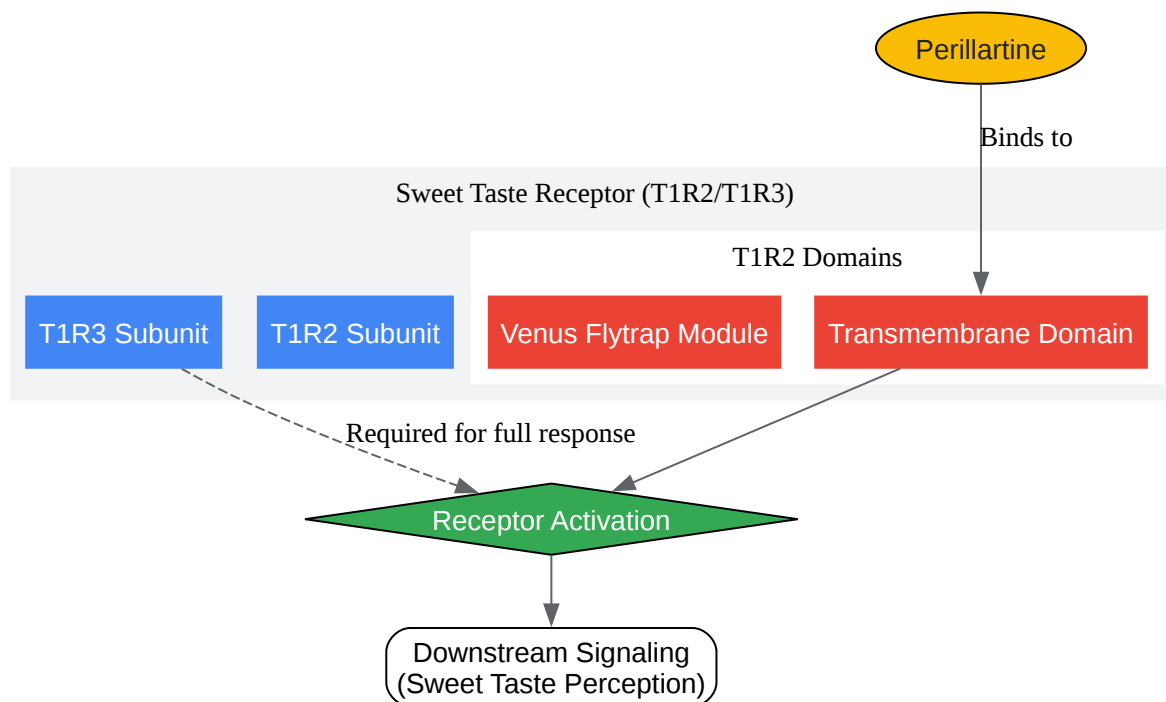 Perillartine
Binds to
Sweet Taste Receptor (T1R2/T1R3)
T1R2 Domains
T1R3 Subunit
T1R2 Subunit
Venus Flytrap Module
Transmembrane Domain
Required for full response
Receptor Activation
Downstream Signaling
(Sweet Taste Perception)